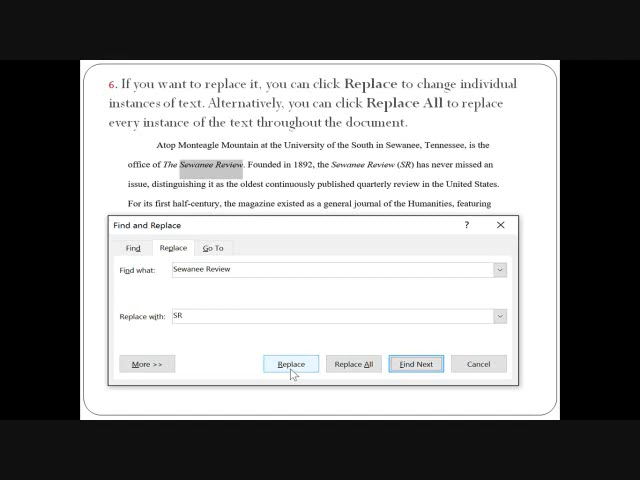 6. If you want to replace it, you can click Replace to change individual
instances of text. Alternatively, you can click Replace All to replace
every instance of the text throughout the document.
Atop Monteagle Mountain at the University of the South in Sewanee, Tennessee, is the
office of The Sewanee Review. Founded in 1892, the Sewanee Review (SR) has never missed an
issue, distinguishing it as the oldest continuously published quarterly review in the United States.
For its first half-century, the magazine existed as a general journal of the Humanities, featuring
Find and Replace ? ×
Find Replace Go To
Find what: Sewanee Review
Replace with: SR
More >> Replace Replace All Find Next Cancel